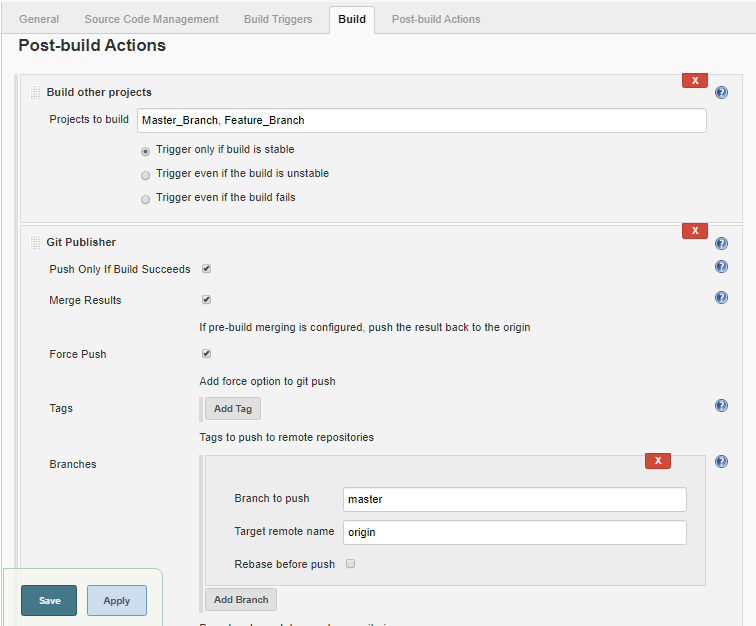 General Source Code Management Build Triggers Build Post-build Actions
Post-build Actions
X
Build other projects ?
Projects to build Master_Branch, Feature_Branch
Trigger only if build is stable
Trigger even if the build is unstable
Trigger even if the build fails
X
Git Publisher ?
Push Only If Build Succeeds ?
Merge Results ?
If pre-build merging is configured, push the result back to the origin
Force Push
Add force option to git push
Tags Add Tag ?
Tags to push to remote repositories
Branches X ?
Branch to push master
Target remote name origin
Rebase before push
Save Apply Add Branch